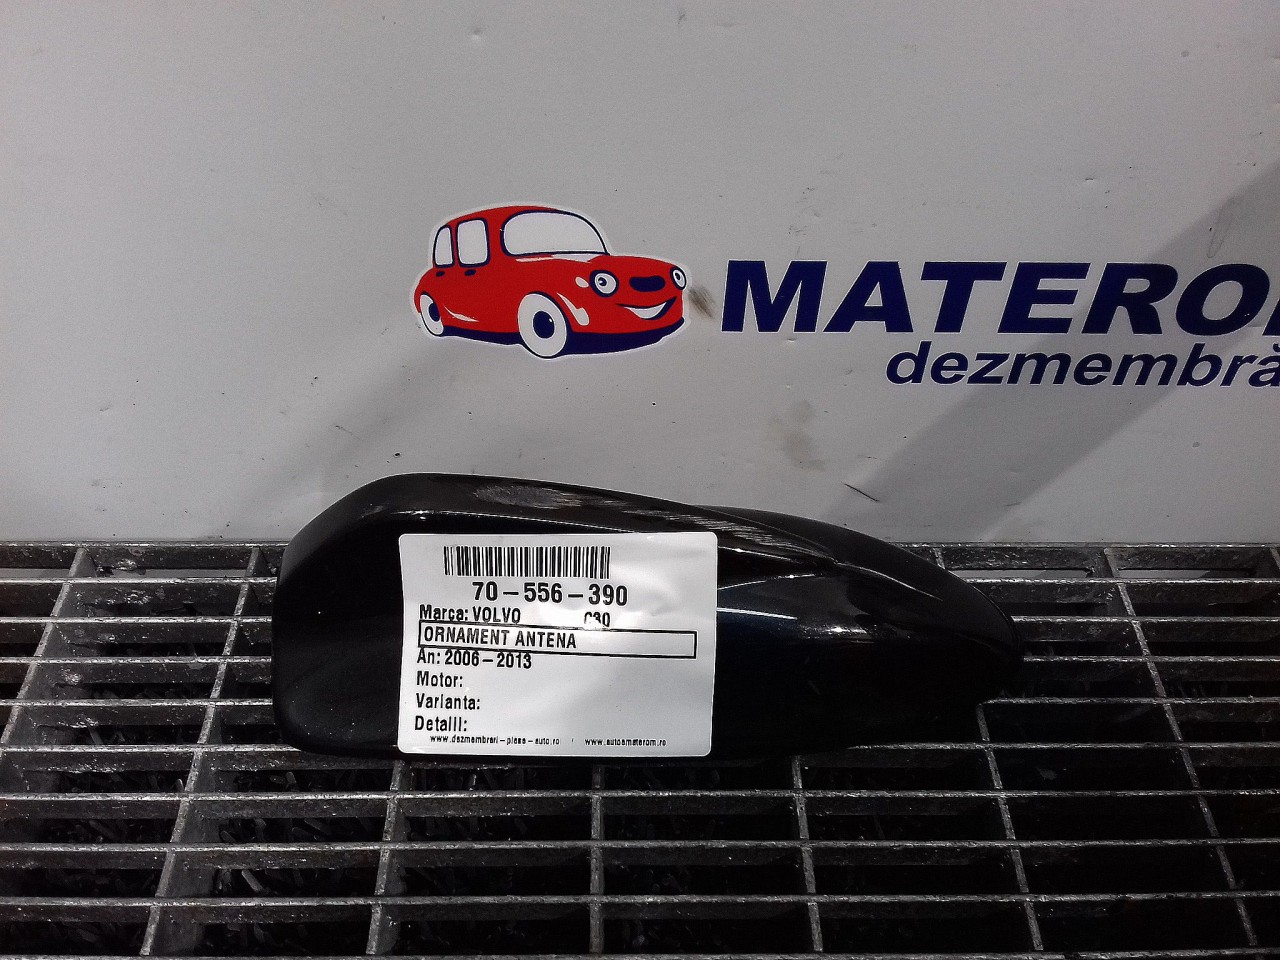 MATERO
dezmembră
70-556-390
Marca: VOLVO C30
ORNAMENT ANTENA
An: 2006-2013
Motor:
Varianta:
Detalii:
www.dezmembrari-piese-auto.ro www.automaterom.ro